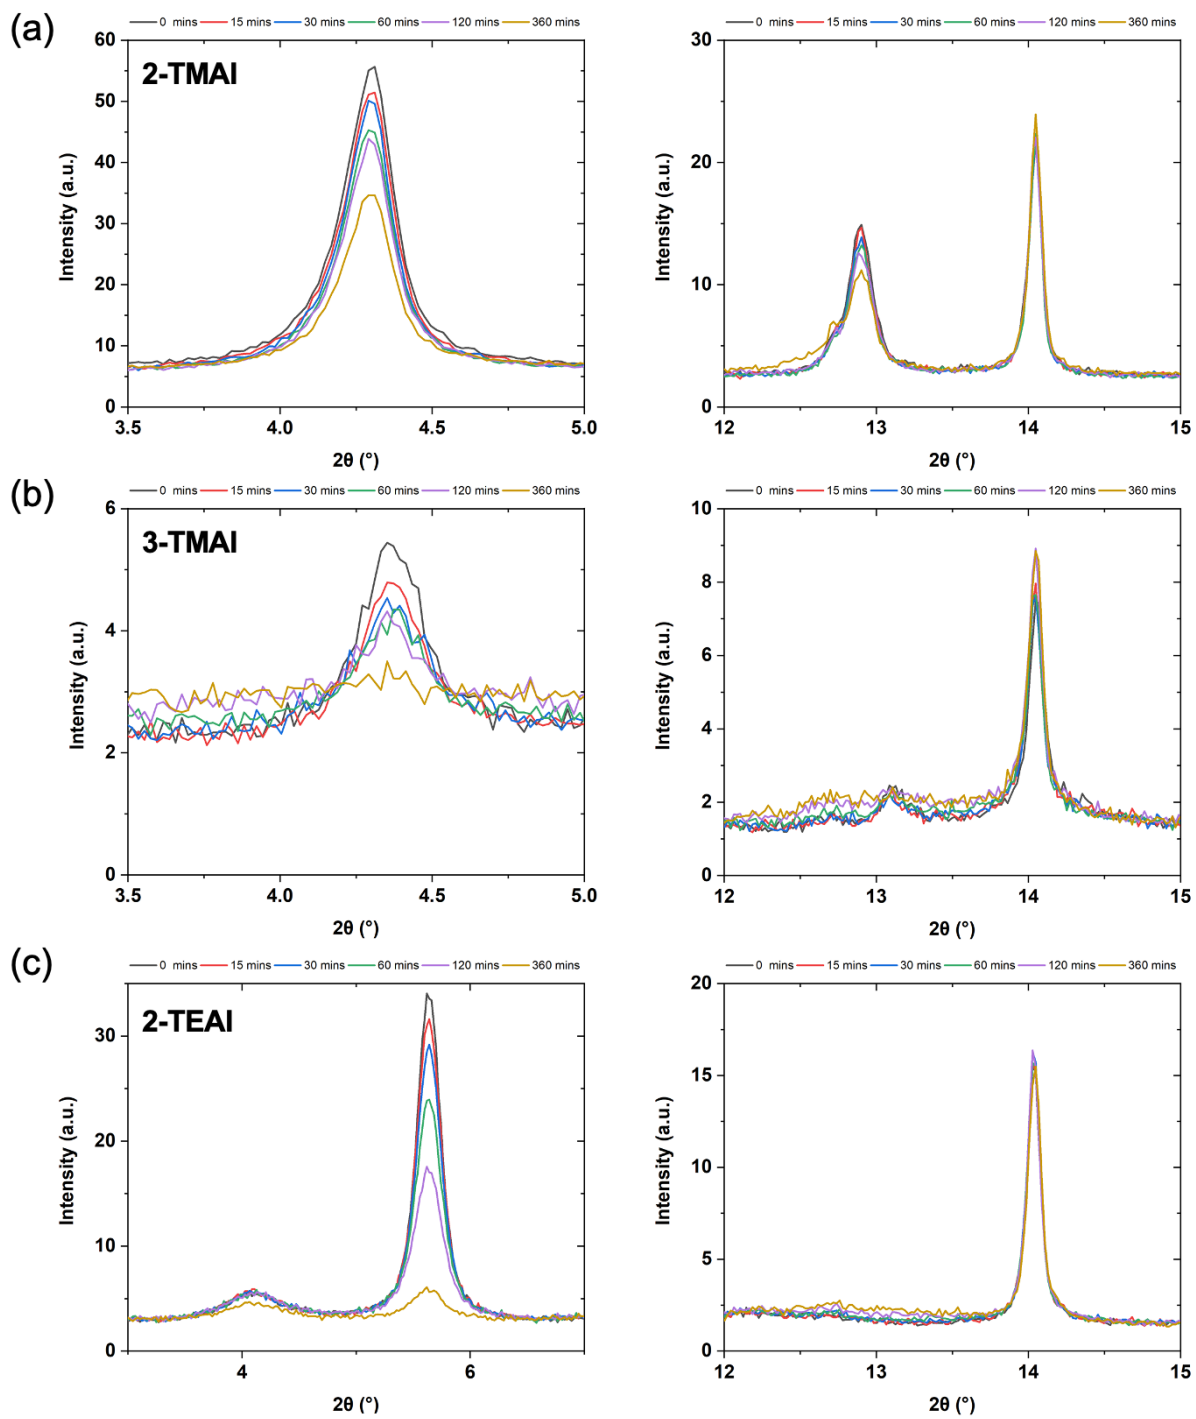 (a)
0 mins 15 mins 30 mins 60 mins 120 mins 360 mins
2-TMAI
60
50
40
30
20
10
0
Intensity (a.u.)
3.5 4.0 4.5 5.0
2θ (°)
0 mins 15 mins 30 mins 60 mins 120 mins 360 mins
30
20
10
0
Intensity (a.u.)
12 13 14 15
2θ (°)
(b)
0 mins 15 mins 30 mins 60 mins 120 mins 360 mins
3-TMAI
6
4
2
0
Intensity (a.u.)
3.5 4.0 4.5 5.0
2θ (°)
0 mins 15 mins 30 mins 60 mins 120 mins 360 mins
10
8
6
4
2
0
Intensity (a.u.)
12 13 14 15
2θ (°)
(c)
0 mins 15 mins 30 mins 60 mins 120 mins 360 mins
2-TEAI
30
20
10
0
Intensity (a.u.)
4 6
2θ (°)
0 mins 15 mins 30 mins 60 mins 120 mins 360 mins
20
15
10
5
0
Intensity (a.u.)
12 13 14 15
2θ (°)